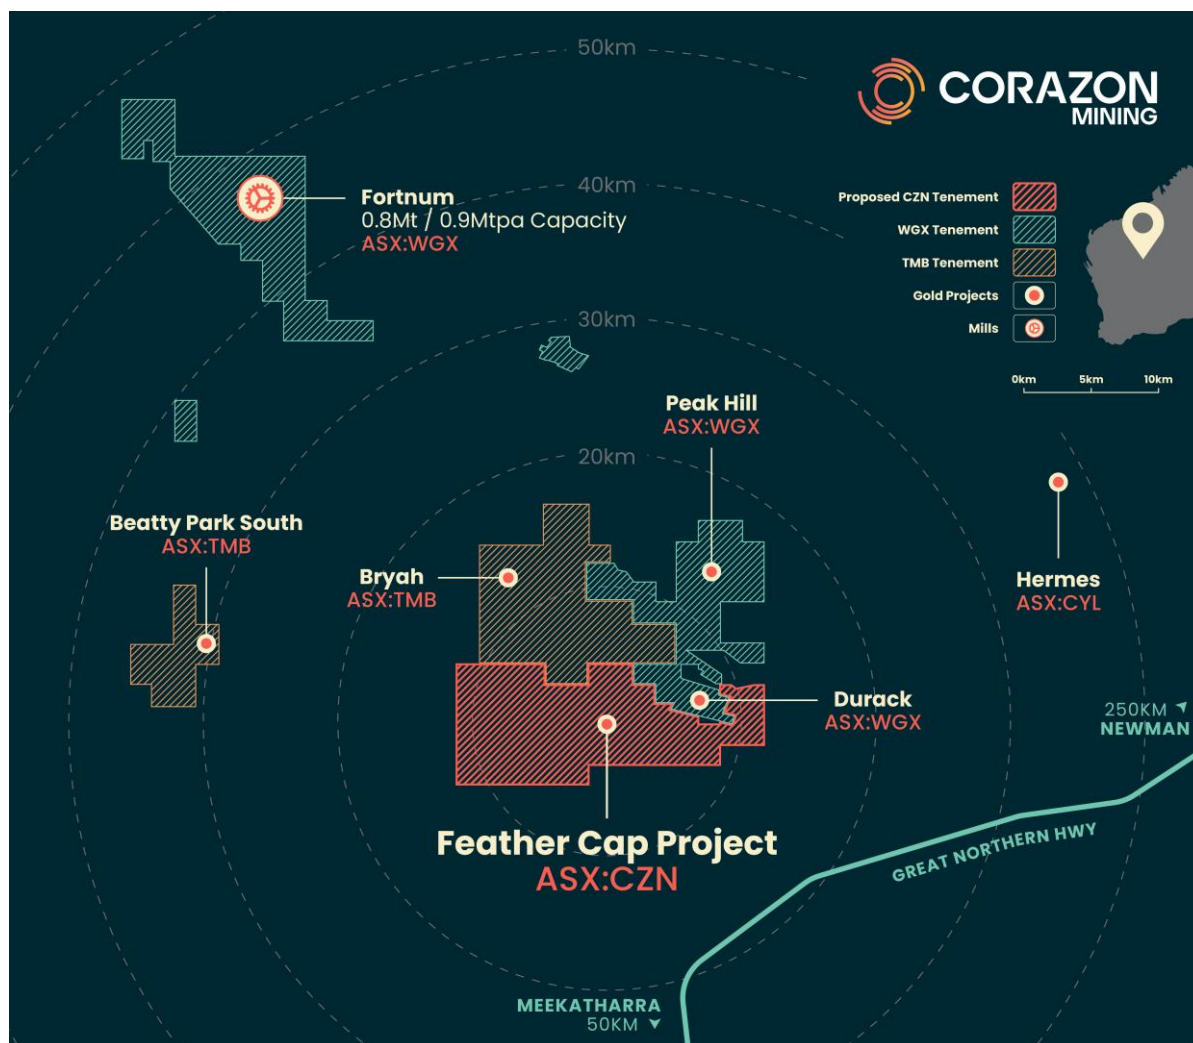 50km
CORAZON
MINING
40km
Proposed CZN Tenement
WGX Tenement
TMB Tenement
Gold Projects
Mills
Fortnum
0.8Mt / 0.9Mtpa Capacity
ASX:WGX
30km
0km 5km 10km
Peak Hill
ASX:WGX
20km
Beatty Park South
ASX:TMB
Bryah
ASX:TMB
Hermes
ASX:CYL
Durack
ASX:WGX
250KM
NEWMAN
Feather Cap Project
ASX:CZN
GREAT NORTHERN HWY
MEEKATHARRA
50KM